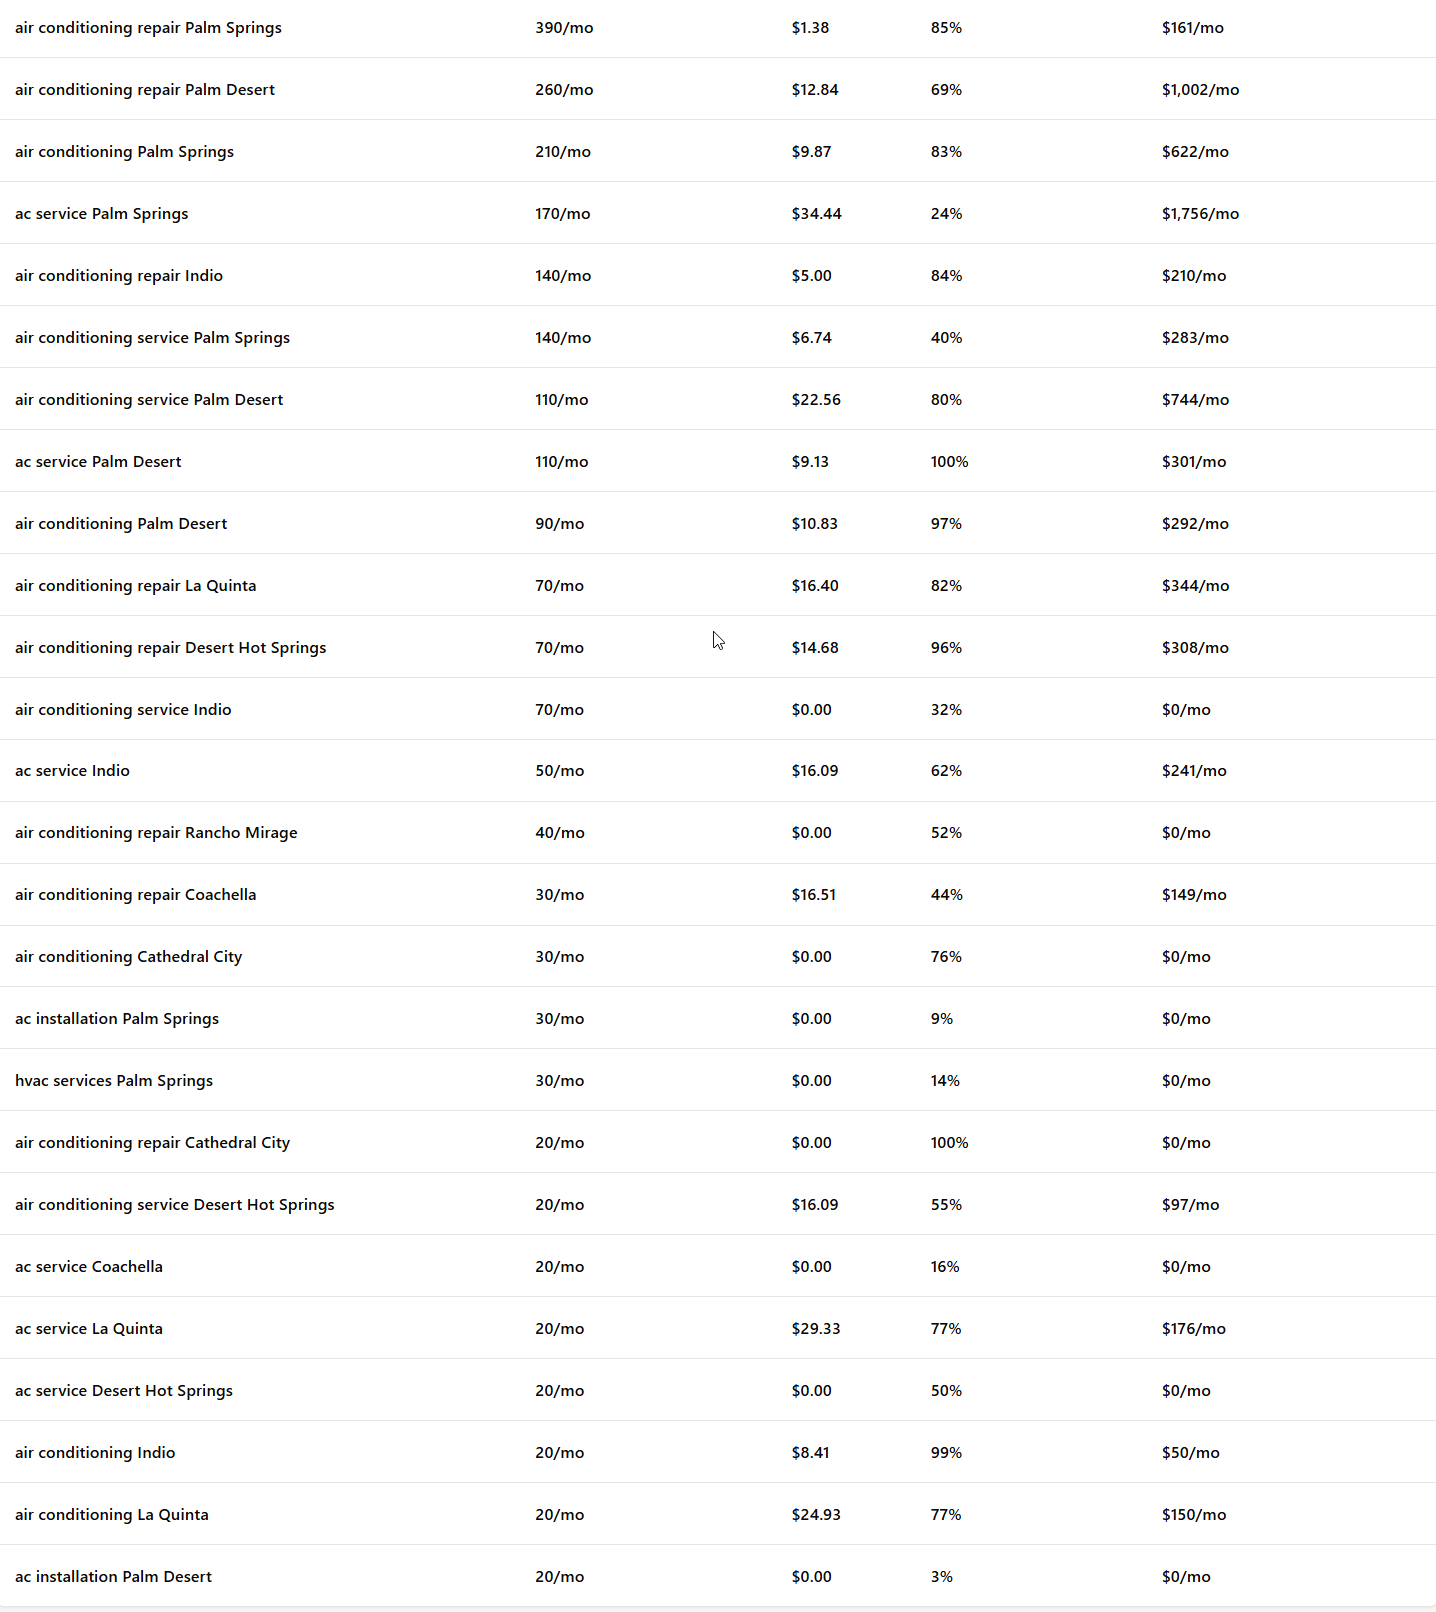 air conditioning repair Palm Springs 390/mo $1.38 85% $161/mo
air conditioning repair Palm Desert 260/mo $12.84 69% $1,002/mo
air conditioning Palm Springs 210/mo $9.87 83% $622/mo
ac service Palm Springs 170/mo $34.44 24% $1,756/mo
air conditioning repair Indio 140/mo $5.00 84% $210/mo
air conditioning service Palm Springs 140/mo $6.74 40% $283/mo
air conditioning service Palm Desert 110/mo $22.56 80% $744/mo
ac service Palm Desert 110/mo $9.13 100% $301/mo
air conditioning Palm Desert 90/mo $10.83 97% $292/mo
air conditioning repair La Quinta 70/mo $16.40 82% $344/mo
air conditioning repair Desert Hot Springs 70/mo $14.68 96% $308/mo
air conditioning service Indio 70/mo $0.00 32% $0/mo
ac service Indio 50/mo $16.09 62% $241/mo
air conditioning repair Rancho Mirage 40/mo $0.00 52% $0/mo
air conditioning repair Coachella 30/mo $16.51 44% $149/mo
air conditioning Cathedral City 30/mo $0.00 76% $0/mo
ac installation Palm Springs 30/mo $0.00 9% $0/mo
hvac services Palm Springs 30/mo $0.00 14% $0/mo
air conditioning repair Cathedral City 20/mo $0.00 100% $0/mo
air conditioning service Desert Hot Springs 20/mo $16.09 55% $97/mo
ac service Coachella 20/mo $0.00 16% $0/mo
ac service La Quinta 20/mo $29.33 77% $176/mo
ac service Desert Hot Springs 20/mo $0.00 50% $0/mo
air conditioning Indio 20/mo $8.41 99% $50/mo
air conditioning La Quinta 20/mo $24.93 77% $150/mo
ac installation Palm Desert 20/mo $0.00 3% $0/mo